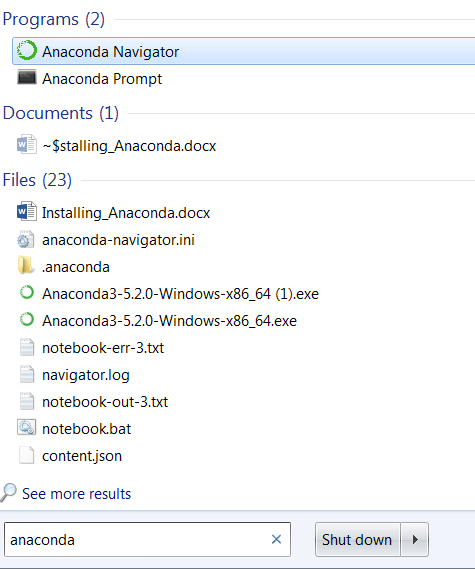 Programs (2)
Anaconda Navigator
Anaconda Prompt
Documents (1)
~$stalling_Anaconda.docx
Files (23)
Installing_Anaconda.docx
anaconda-navigator.ini
.anaconda
Anaconda3-5.2.0-Windows-x86_64 (1).exe
Anaconda3-5.2.0-Windows-x86_64.exe
notebook-err-3.txt
navigator.log
notebook-out-3.txt
notebook.bat
content.json
See more results
anaconda Shut down